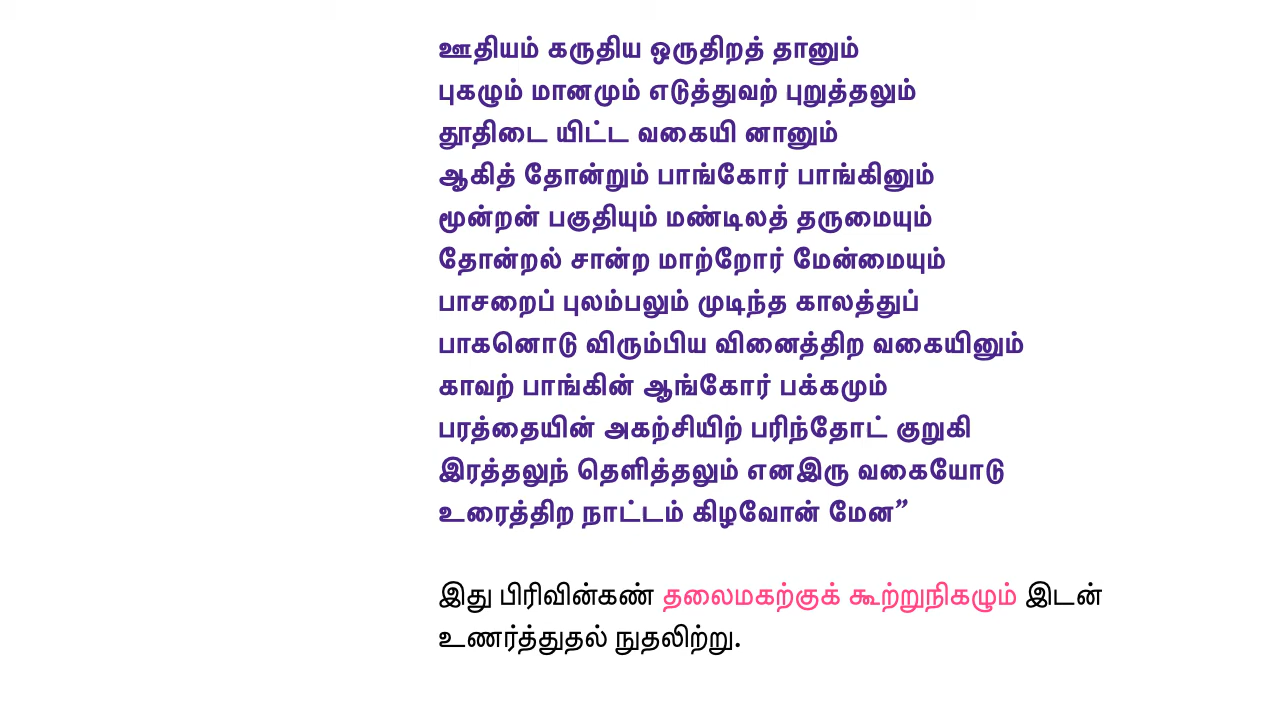 ஊதியம் கருதிய ஒருதிறத் தானும்
புகழும் மானமும் எடுத்துவற் புறுத்தலும்
தூதிடை யிட்ட வகையி னானும்
ஆகித் தோன்றும் பாங்கோர் பாங்கினும்
மூன்றன் பகுதியும் மண்டிலத் தருமையும்
தோன்றல் சான்ற மாற்றோர் மேன்மையும்
பாசறைப் புலம்பலும் முடிந்த காலத்துப்
பாகனொடு விரும்பிய வினைத்திற வகையினும்
காவற் பாங்கின் ஆங்கோர் பக்கமும்
பரத்தையின் அகற்சியிற் பரிந்தோட் குறுகி
இரத்தலுந் தெளித்தலும் எனஇரு வகையோடு
உரைத்திற நாட்டம் கிழவோன் மேன”
இது பிரிவின்கண் தலைமகற்குக் கூற்றுநிகழும் இடன்
உணர்த்துதல் நுதலிற்று.